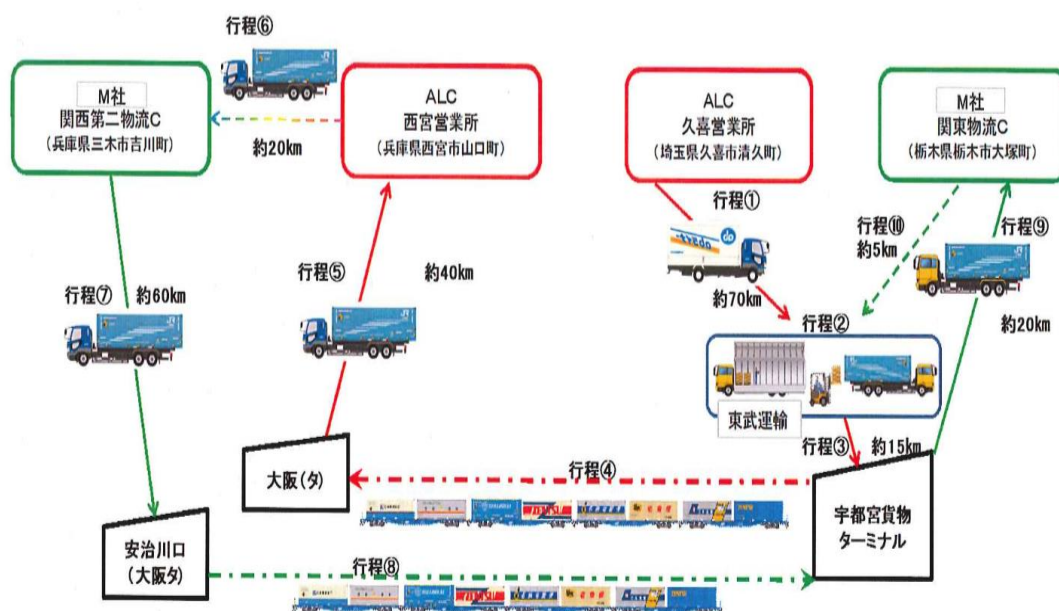 行程⑥
M社
関西第二物流C
(兵庫県三木市吉川町)
約20km
ALC
西宮営業所
(兵庫県西宮市山口町)
ALC
久喜営業所
(埼玉県久喜市清久町)
M社
関東物流C
(栃木県栃木市大塚町)
行程①
行程⑩
約5km
行程⑨
行程⑤
約40km
行程⑦
約60km
約70km
約20km
行程②
東武運輸
行程③
約15km
大阪(タ)
行程④
宇都宮貨物
ターミナル
安治川口
(大阪タ)
行程⑧